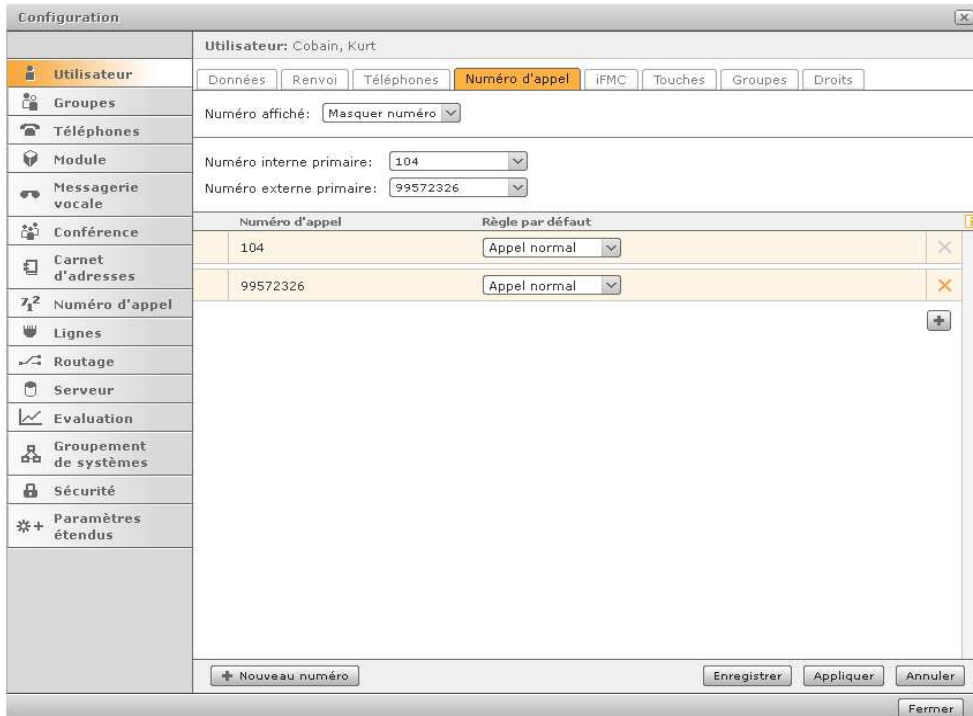 Configuration
Utilisateur: Cobain, Kurt
Utilisateur
Groupes
Téléphones
Module
Messagerie
vocale
Conférence
Carnet
d'adresses
Numéro d'appel
Lignes
Routage
Serveur
Evaluation
Groupement
de systèmes
Sécurité
Paramètres
étendus
Données Renvoi Téléphones Numéro d'appel iFMC Touches Groupes Droits
Numéro affiché: Masquer numéro
Numéro interne primaire: 104
Numéro externe primaire: 99572326
Numéro d'appel Règle par défaut
104 Appel normal
99572326 Appel normal
Nouveau numéro Enregistrer Appliquer Annuler
Fermer